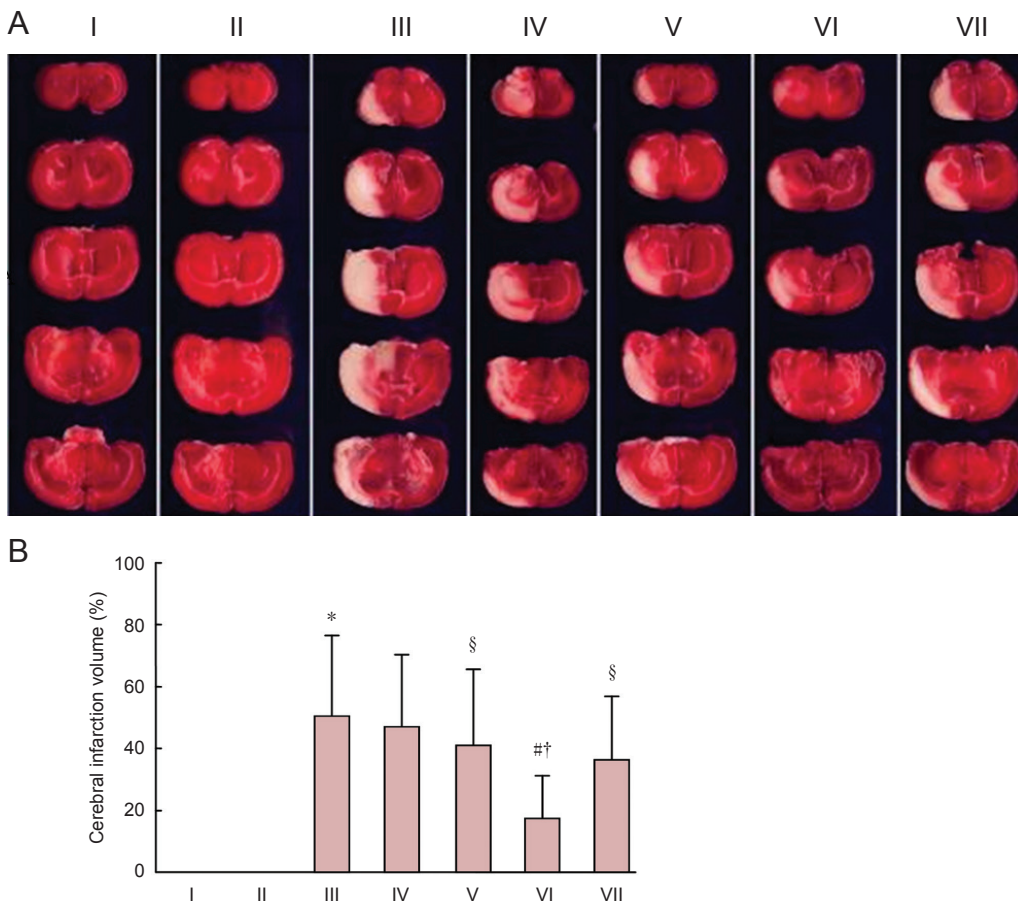 A
I II III IV V VI VII
B
Cerebral infarction volume (%)
100
80
60
40
20
0
*
§
#†
§
I II III IV V VI VII